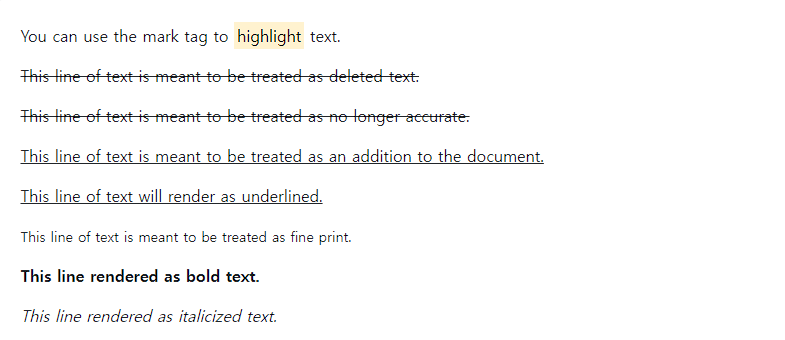 You can use the mark tag to highlight text.
This line of text is meant to be treated as deleted text.
This line of text is meant to be treated as no longer accurate.
This line of text is meant to be treated as an addition to the document.
This line of text will render as underlined.
This line of text is meant to be treated as fine print.
This line rendered as bold text.
This line rendered as italicized text.